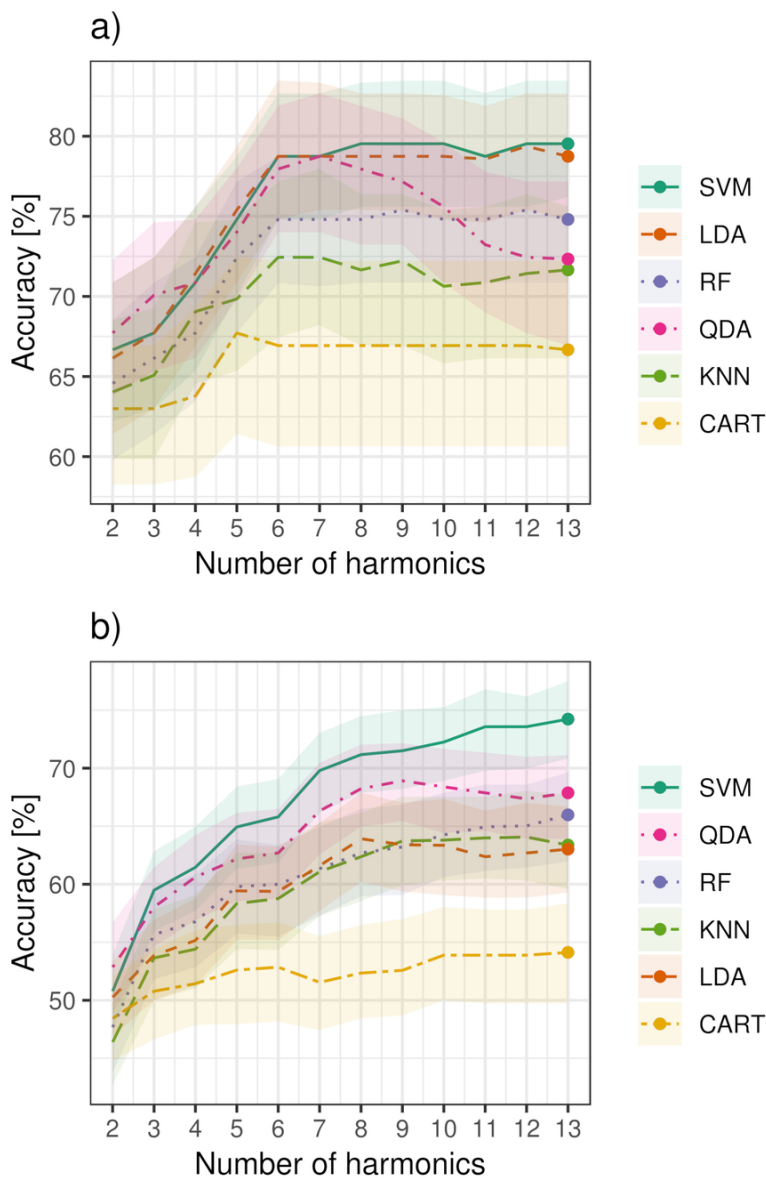 a)
Accuracy [%]
80
75
70
65
60
2 3 4 5 6 7 8 9 10 11 12 13
Number of harmonics
SVM
LDA
RF
QDA
KNN
CART
b)
Accuracy [%]
70
60
50
2 3 4 5 6 7 8 9 10 11 12 13
Number of harmonics
SVM
QDA
RF
KNN
LDA
CART